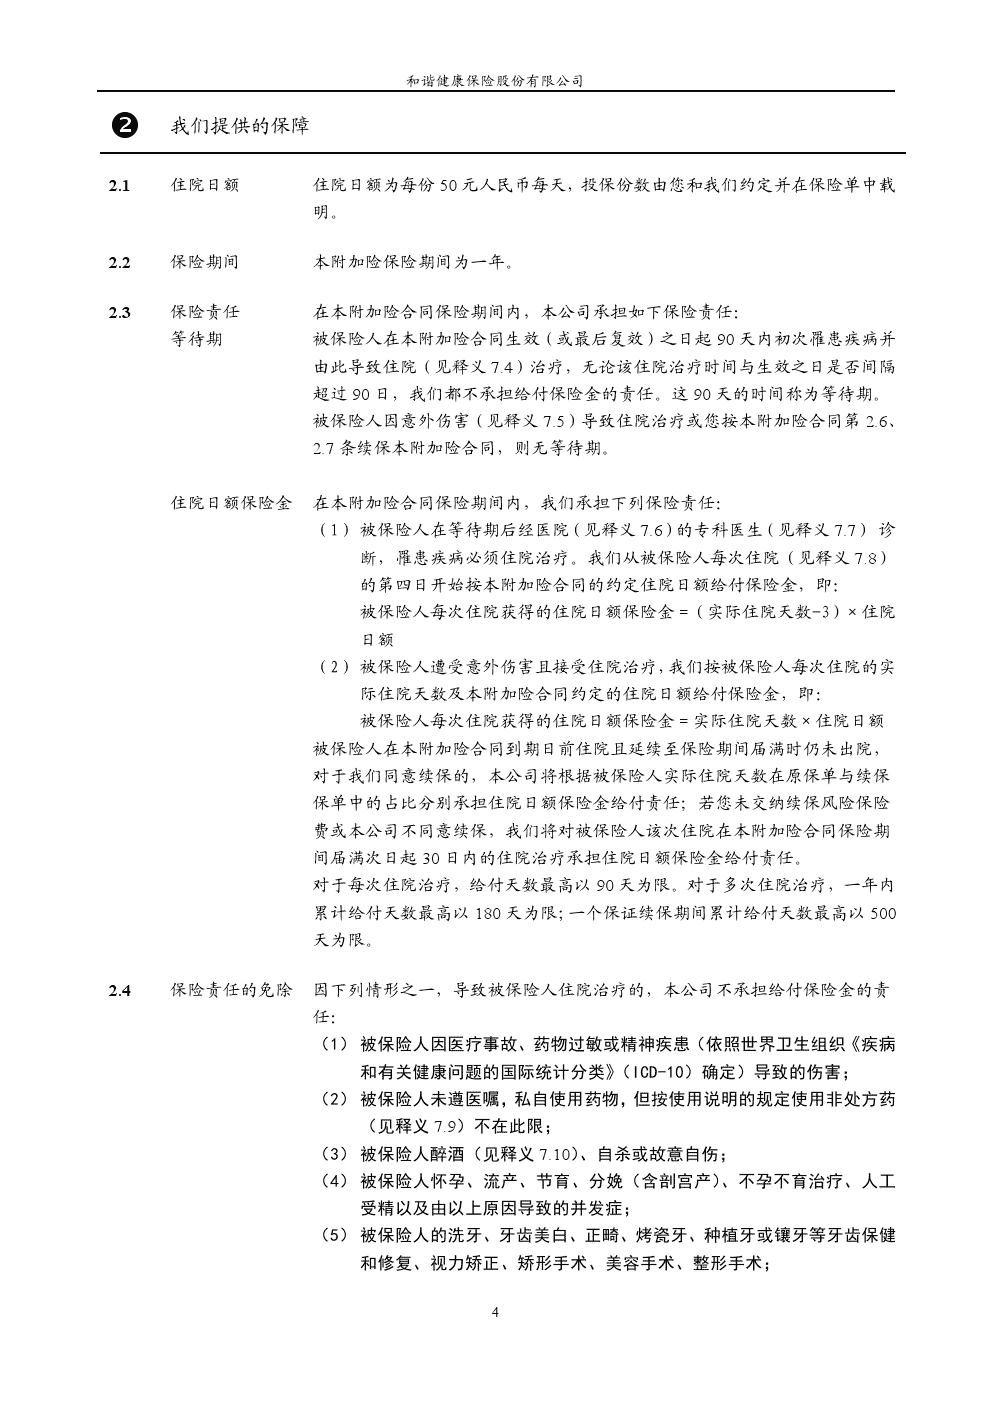 和谐健康保险股份有限公司
❷ 我们提供的保障
2.1 住院日额 住院日额为每份 50 元人民币每天，投保份数由您和我们约定并在保险单中载
明。
2.2 保险期间 本附加险保险期间为一年。
2.3 保险责任 在本附加险合同保险期间内，本公司承担如下保险责任：
等待期 被保险人在本附加险合同生效（或最后复效）之日起 90 天内初次罹患疾病并
由此导致住院（见释义 7.4）治疗，无论该住院治疗时间与生效之日是否间隔
超过 90 日，我们都不承担给付保险金的责任。这 90 天的时间称为等待期。
被保险人因意外伤害（见释义 7.5）导致住院治疗或您按本附加险合同第 2.6、
2.7 条续保本附加险合同，则无等待期。
住院日额保险金 在本附加险合同保险期间内，我们承担下列保险责任：
（1） 被保险人在等待期后经医院（见释义 7.6）的专科医生（见释义 7.7） 诊
断，罹患疾病必须住院治疗。我们从被保险人每次住院（见释义 7.8）
的第四日开始按本附加险合同的约定住院日额给付保险金，即：
被保险人每次住院获得的住院日额保险金 =（实际住院天数-3）× 住院
日额
（2） 被保险人遭受意外伤害且接受住院治疗，我们按被保险人每次住院的实
际住院天数及本附加险合同约定的住院日额给付保险金，即：
被保险人每次住院获得的住院日额保险金 = 实际住院天数 × 住院日额
被保险人在本附加险合同到期日前住院且延续至保险期间届满时仍未出院，
对于我们同意续保的，本公司将根据被保险人实际住院天数在原保单与续保
保单中的占比分别承担住院日额保险金给付责任；若您未交纳续保风险保险
费或本公司不同意续保，我们将对被保险人该次住院在本附加险合同保险期
间届满次日起 30 日内的住院治疗承担住院日额保险金给付责任。
对于每次住院治疗，给付天数最高以 90 天为限。对于多次住院治疗，一年内
累计给付天数最高以 180 天为限；一个保证续保期间累计给付天数最高以 500
天为限。
2.4 保险责任的免除 因下列情形之一，导致被保险人住院治疗的，本公司不承担给付保险金的责
任：
（1） 被保险人因医疗事故、药物过敏或精神疾患（依照世界卫生组织《疾病
和有关健康问题的国际统计分类》（ICD-10）确定）导致的伤害；
（2） 被保险人未遵医嘱，私自使用药物，但按使用说明的规定使用非处方药
（见释义 7.9）不在此限；
（3） 被保险人醉酒（见释义 7.10）、自杀或故意自伤；
（4） 被保险人怀孕、流产、节育、分娩（含剖宫产）、不孕不育治疗、人工
受精以及由以上原因导致的并发症；
（5） 被保险人的洗牙、牙齿美白、正畸、烤瓷牙、种植牙或镶牙等牙齿保健
和修复、视力矫正、矫形手术、美容手术、整形手术；
4